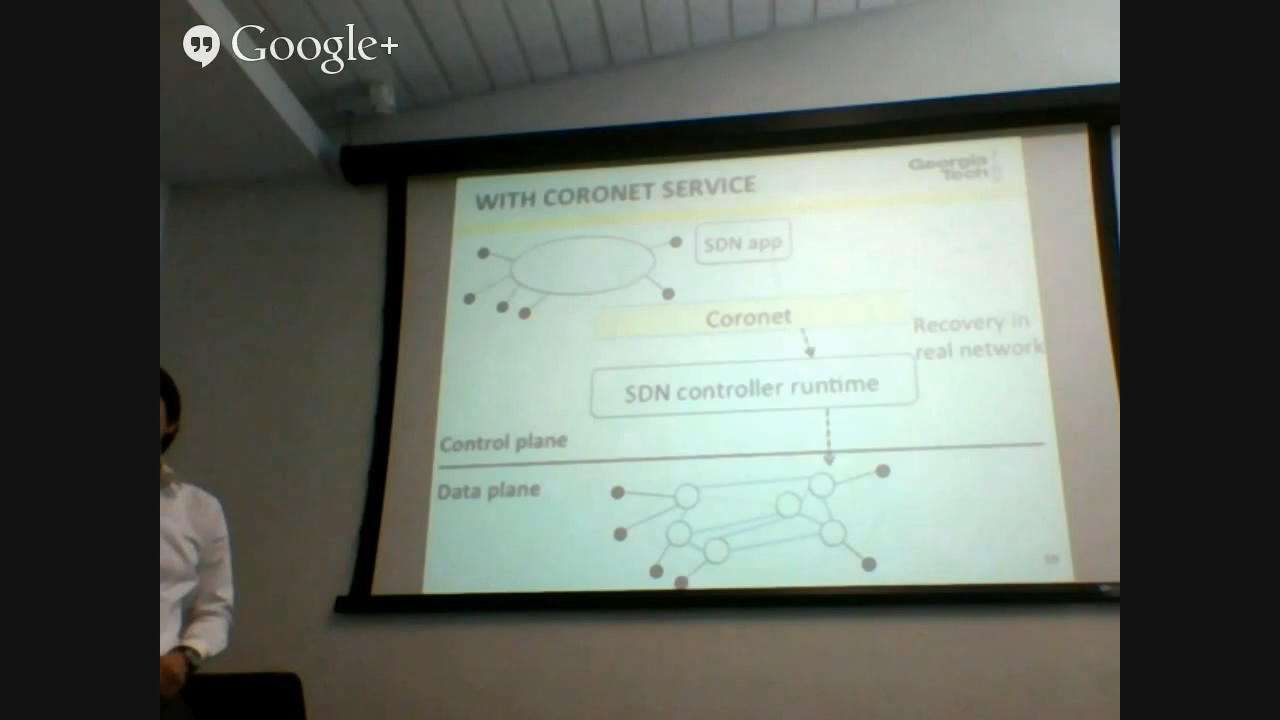 Google+
Georgia
Tech
WITH CORONET SERVICE
SDN app
Coronet
Recovery in
real network
SDN controller runtime
Control plane
Data plane